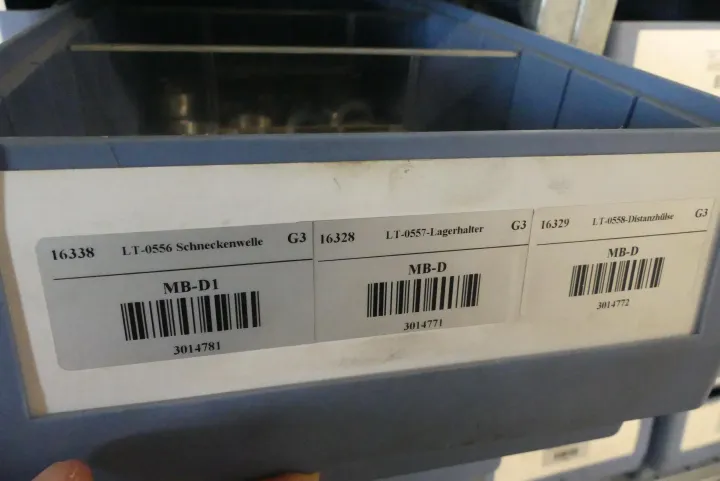 16338 LT-0556 Schneckenwelle G3
MB-D1
3014781
16328 LT-0557-Lagerhalter G3
MB-D
3014771
16329 LT-0558-Distanzhülse G3
MB-D
3014772